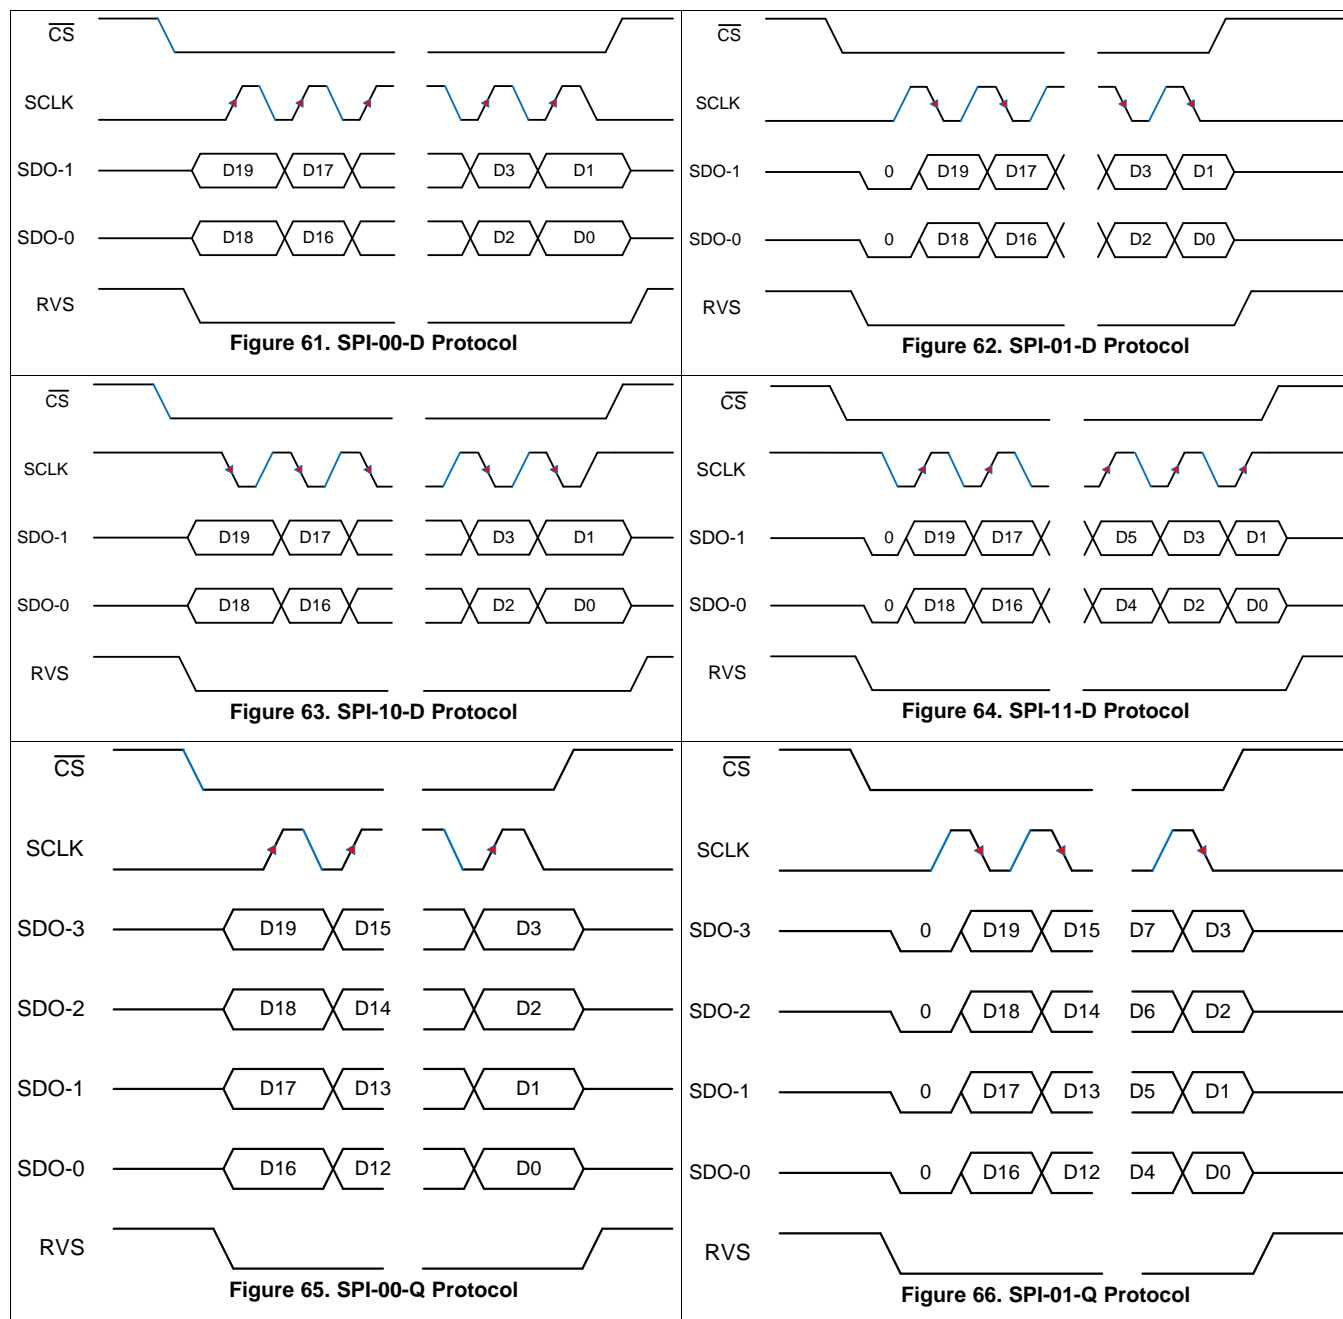 CS
SCLK
SDO-1 D19 D17 D3 D1
SDO-0 D18 D16 D2 D0
RVS
Figure 61. SPI-00-D Protocol
CS
SCLK
SDO-1 0 D19 D17 D3 D1
SDO-0 0 D18 D16 D2 D0
RVS
Figure 62. SPI-01-D Protocol
CS
SCLK
SDO-1 D19 D17 D3 D1
SDO-0 D18 D16 D2 D0
RVS
Figure 63. SPI-10-D Protocol
CS
SCLK
SDO-1 0 D19 D17 D5 D3 D1
SDO-0 0 D18 D16 D4 D2 D0
RVS
Figure 64. SPI-11-D Protocol
CS
SCLK
SDO-3 D19 D15 D3
SDO-2 D18 D14 D2
SDO-1 D17 D13 D1
SDO-0 D16 D12 D0
RVS
Figure 65. SPI-00-Q Protocol
CS
SCLK
SDO-3 0 D19 D15 D7 D3
SDO-2 0 D18 D14 D6 D2
SDO-1 0 D17 D13 D5 D1
SDO-0 0 D16 D12 D4 D0
RVS
Figure 66. SPI-01-Q Protocol